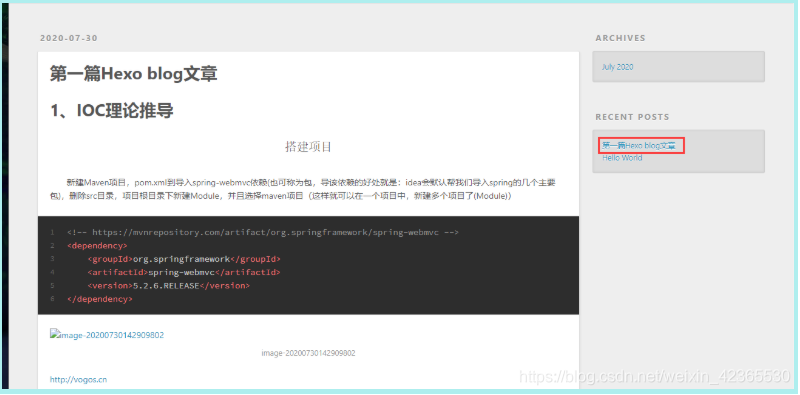 2020-07-30
第一篇Hexo blog文章
1、IOC理论推导
搭建项目
新建Maven项目，pom.xml到导入spring-webmvc依赖(也可称为包，导该依赖的好处就是：idea会默认帮我们导入spring的几个主要
包)，删除src目录，项目根目录下新建Module，并且选择maven项目（这样就可以在一个项目中，新建多个项目了(Module)）
1 <!-- https://mvnrepository.com/artifact/org.springframework/spring-webmvc -->
2 <dependency>
3 <groupId>org.springframework</groupId>
4 <artifactId>spring-webmvc</artifactId>
5 <version>5.2.6.RELEASE</version>
6 </dependency>
image-20200730142909802
image-20200730142909802
http://vogos.cn
ARCHIVES
July 2020
RECENT POSTS
第一篇Hexo blog文章
Hello World
https://blog.csdn.net/weixin_42365530